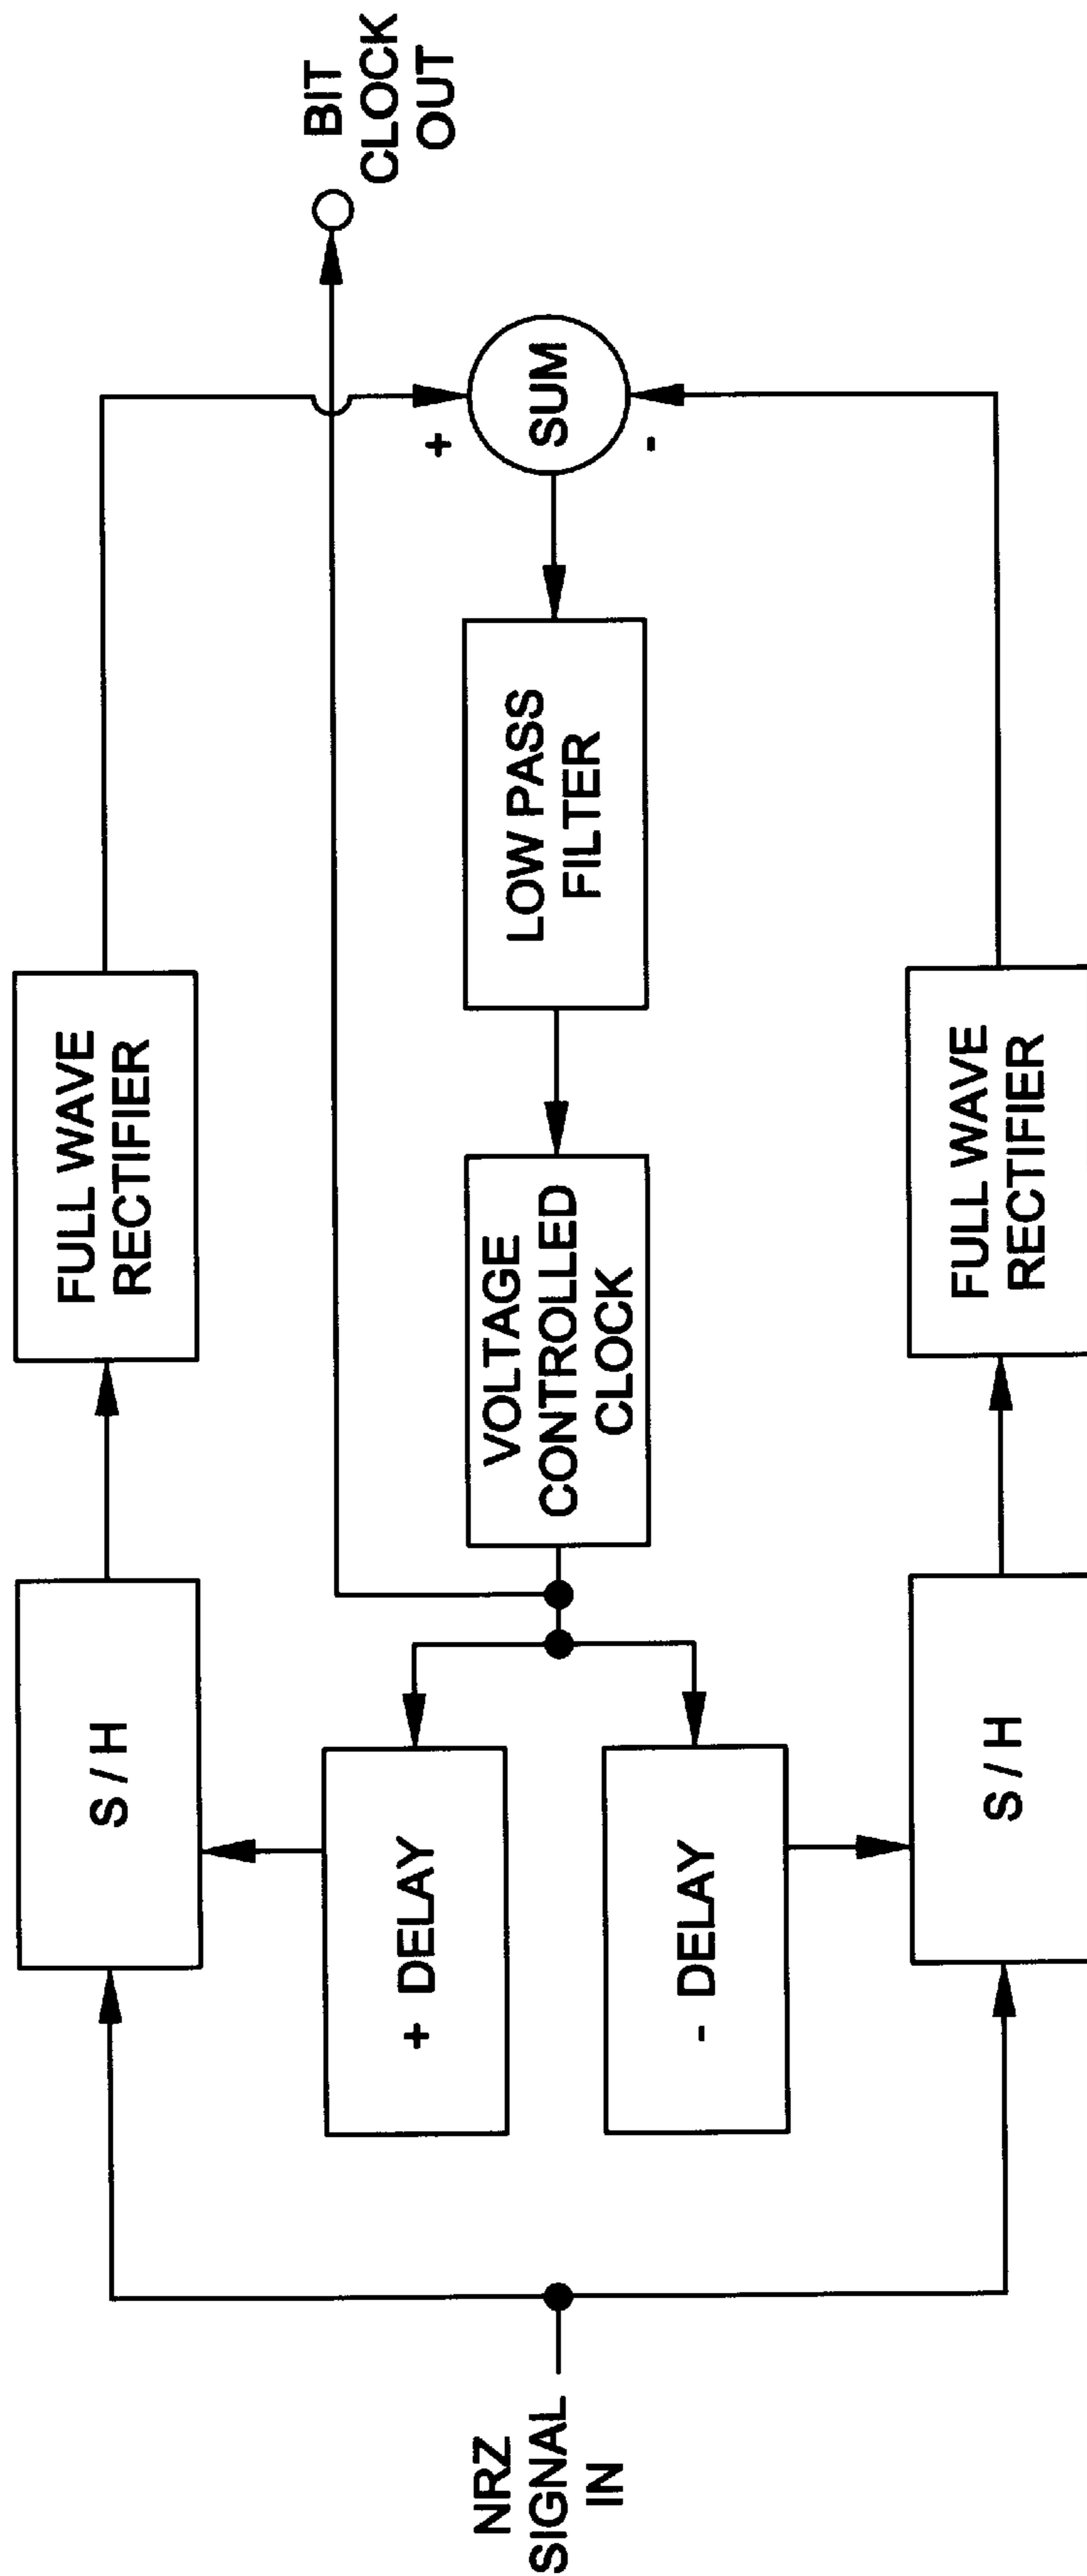 S / H
FULL WAVE
RECTIFIER
BIT
CLOCK
OUT
+ DELAY
VOLTAGE
CONTROLLED
CLOCK
LOW PASS
FILTER
+
SUM
-
NRZ
SIGNAL
IN
- DELAY
S / H
FULL WAVE
RECTIFIER